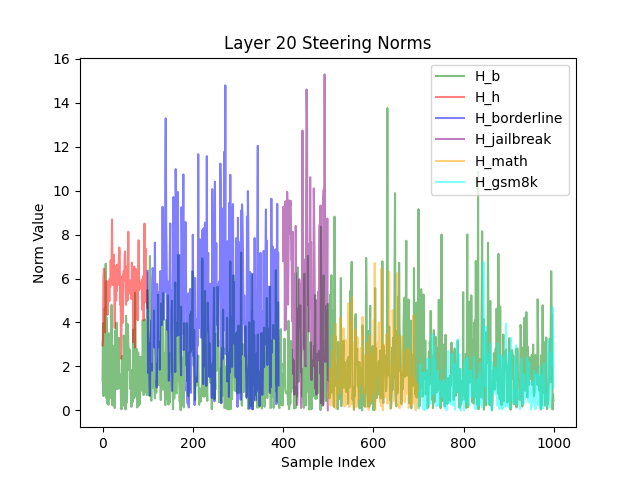 Layer 20 Steering Norms
16
14
12
10
8
6
4
2
0
Norm Value
0
200
400
600
800
1000
Sample Index
H_b
H_h
H_borderline
H_jailbreak
H_math
H_gsm8k